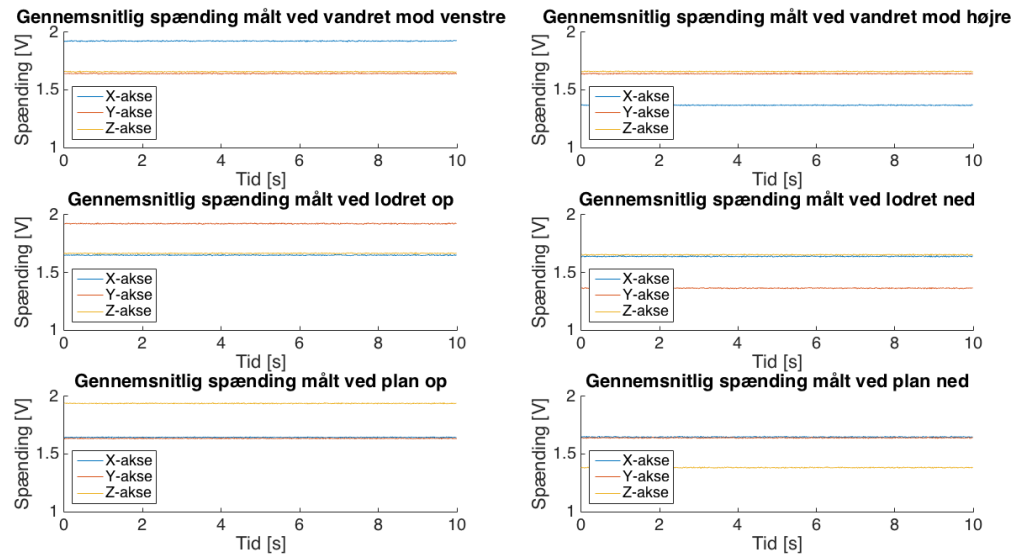 Gennemsnitlig spænding målt ved vandret mod venstre
Spænding [V]
2
1.5
1
X-akse
Y-akse
Z-akse
0 2 4 6 8 10
Tid [s]
Gennemsnitlig spænding målt ved vandret mod højre
Spænding [V]
2
1.5
1
X-akse
Y-akse
Z-akse
0 2 4 6 8 10
Tid [s]
Gennemsnitlig spænding målt ved lodret op
Spænding [V]
2
1.5
1
X-akse
Y-akse
Z-akse
0 2 4 6 8 10
Tid [s]
Gennemsnitlig spænding målt ved lodret ned
Spænding [V]
2
1.5
1
X-akse
Y-akse
Z-akse
0 2 4 6 8 10
Tid [s]
Gennemsnitlig spænding målt ved plan op
Spænding [V]
2
1.5
1
X-akse
Y-akse
Z-akse
0 2 4 6 8 10
Tid [s]
Gennemsnitlig spænding målt ved plan ned
Spænding [V]
2
1.5
1
X-akse
Y-akse
Z-akse
0 2 4 6 8 10
Tid [s]